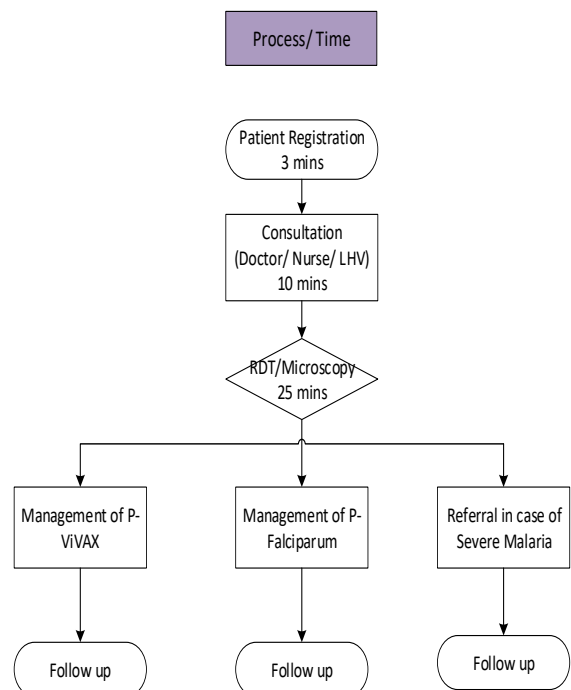 Process/ Time
Patient Registration
3 mins
Consultation
(Doctor/ Nurse/ LHV)
10 mins
RDT/Microscopy
25 mins
Management of P-
ViVAX
Management of P-
Falciparum
Referral in case of
Severe Malaria
Follow up
Follow up
Follow up